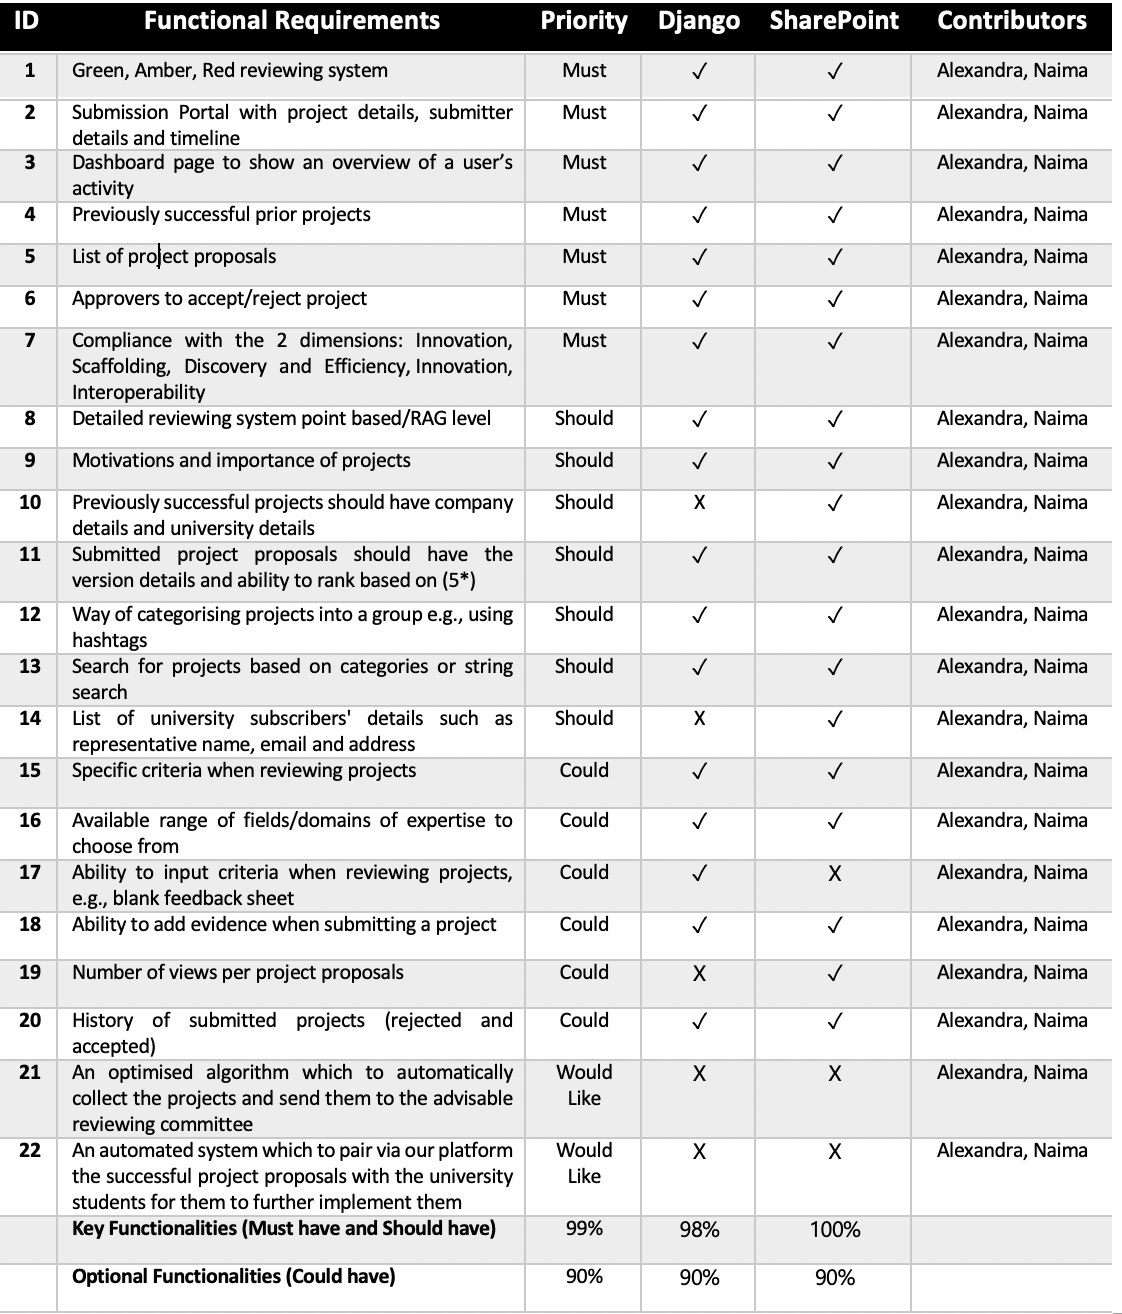 ID Functional Requirements Priority Django SharePoint Contributors
1 Green, Amber, Red reviewing system Must ✓ ✓ Alexandra, Naima
2 Submission Portal with project details, submitter Must ✓ ✓ Alexandra, Naima
details and timeline
3 Dashboard page to show an overview of a user’s Must ✓ ✓ Alexandra, Naima
activity
4 Previously successful prior projects Must ✓ ✓ Alexandra, Naima
5 List of project proposals Must ✓ ✓ Alexandra, Naima
6 Approvers to accept/reject project Must ✓ ✓ Alexandra, Naima
7 Compliance with the 2 dimensions: Innovation, Must ✓ ✓ Alexandra, Naima
Scaffolding, Discovery and Efficiency, Innovation,
Interoperability
8 Detailed reviewing system point based/RAG level Should ✓ ✓ Alexandra, Naima
9 Motivations and importance of projects Should ✓ ✓ Alexandra, Naima
10 Previously successful projects should have company Should X ✓ Alexandra, Naima
details and university details
11 Submitted project proposals should have the Should ✓ ✓ Alexandra, Naima
version details and ability to rank based on (5*)
12 Way of categorising projects into a group e.g., using Should ✓ ✓ Alexandra, Naima
hashtags
13 Search for projects based on categories or string Should ✓ ✓ Alexandra, Naima
search
14 List of university subscribers' details such as Should X ✓ Alexandra, Naima
representative name, email and address
15 Specific criteria when reviewing projects Could ✓ ✓ Alexandra, Naima
16 Available range of fields/domains of expertise to Could ✓ ✓ Alexandra, Naima
choose from
17 Ability to input criteria when reviewing projects, Could ✓ X Alexandra, Naima
e.g., blank feedback sheet
18 Ability to add evidence when submitting a project Could ✓ ✓ Alexandra, Naima
19 Number of views per project proposals Could X ✓ Alexandra, Naima
20 History of submitted projects (rejected and Could ✓ ✓ Alexandra, Naima
accepted)
21 An optimised algorithm which to automatically Would X X Alexandra, Naima
collect the projects and send them to the advisable Like
reviewing committee
22 An automated system which to pair via our platform Would X X Alexandra, Naima
the successful project proposals with the university Like
students for them to further implement them
Key Functionalities (Must have and Should have) 99% 98% 100%
Optional Functionalities (Could have) 90% 90% 90%